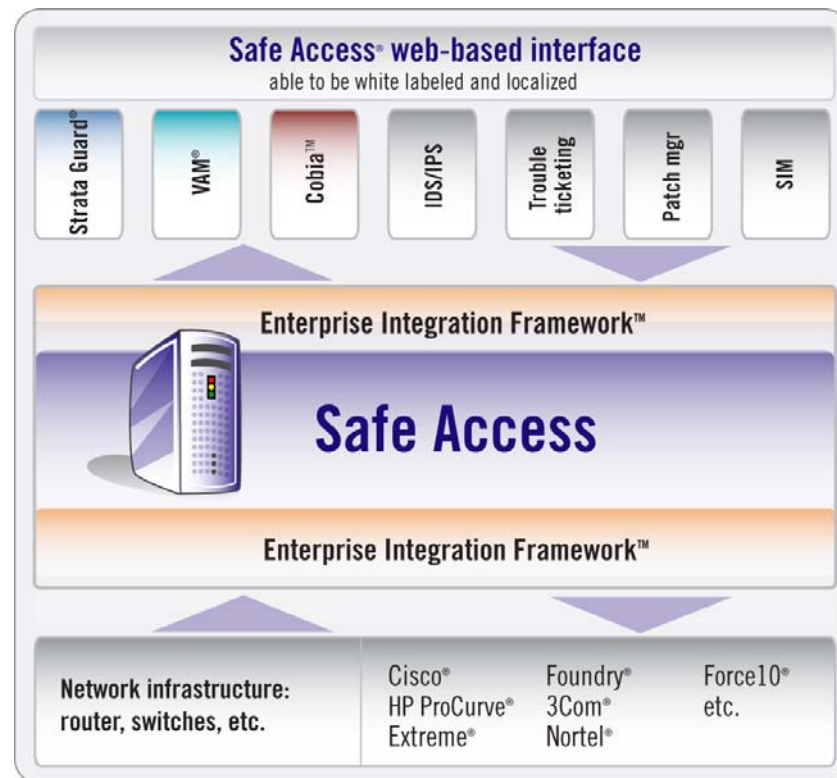 Safe Access® web-based interface
able to be white labeled and localized
Strata Guard®
VAM®
Cobia™
IDS/IPS
Trouble
ticketing
Patch mgr
SIM
Enterprise Integration Framework™
Safe Access
Enterprise Integration Framework™
Network infrastructure:
router, switches, etc.
Cisco®
HP ProCurve®
Extreme®
Foundry®
3Com®
Nortel®
Force10®
etc.